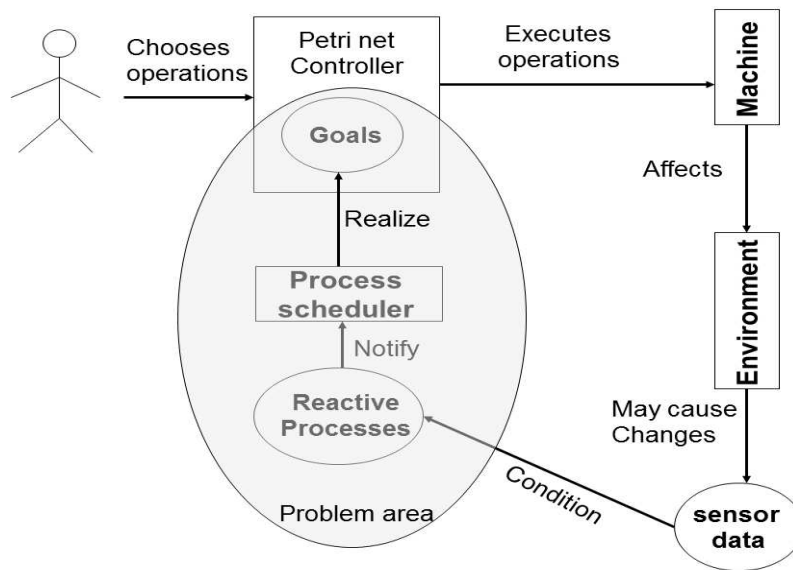 Chooses
operations
Petri net
Controller
Executes
operations
Machine
Goals
Affects
Realize
Process
scheduler
Environment
Notify
Reactive
Processes
May cause
Changes
Condition
Problem area
sensor
data